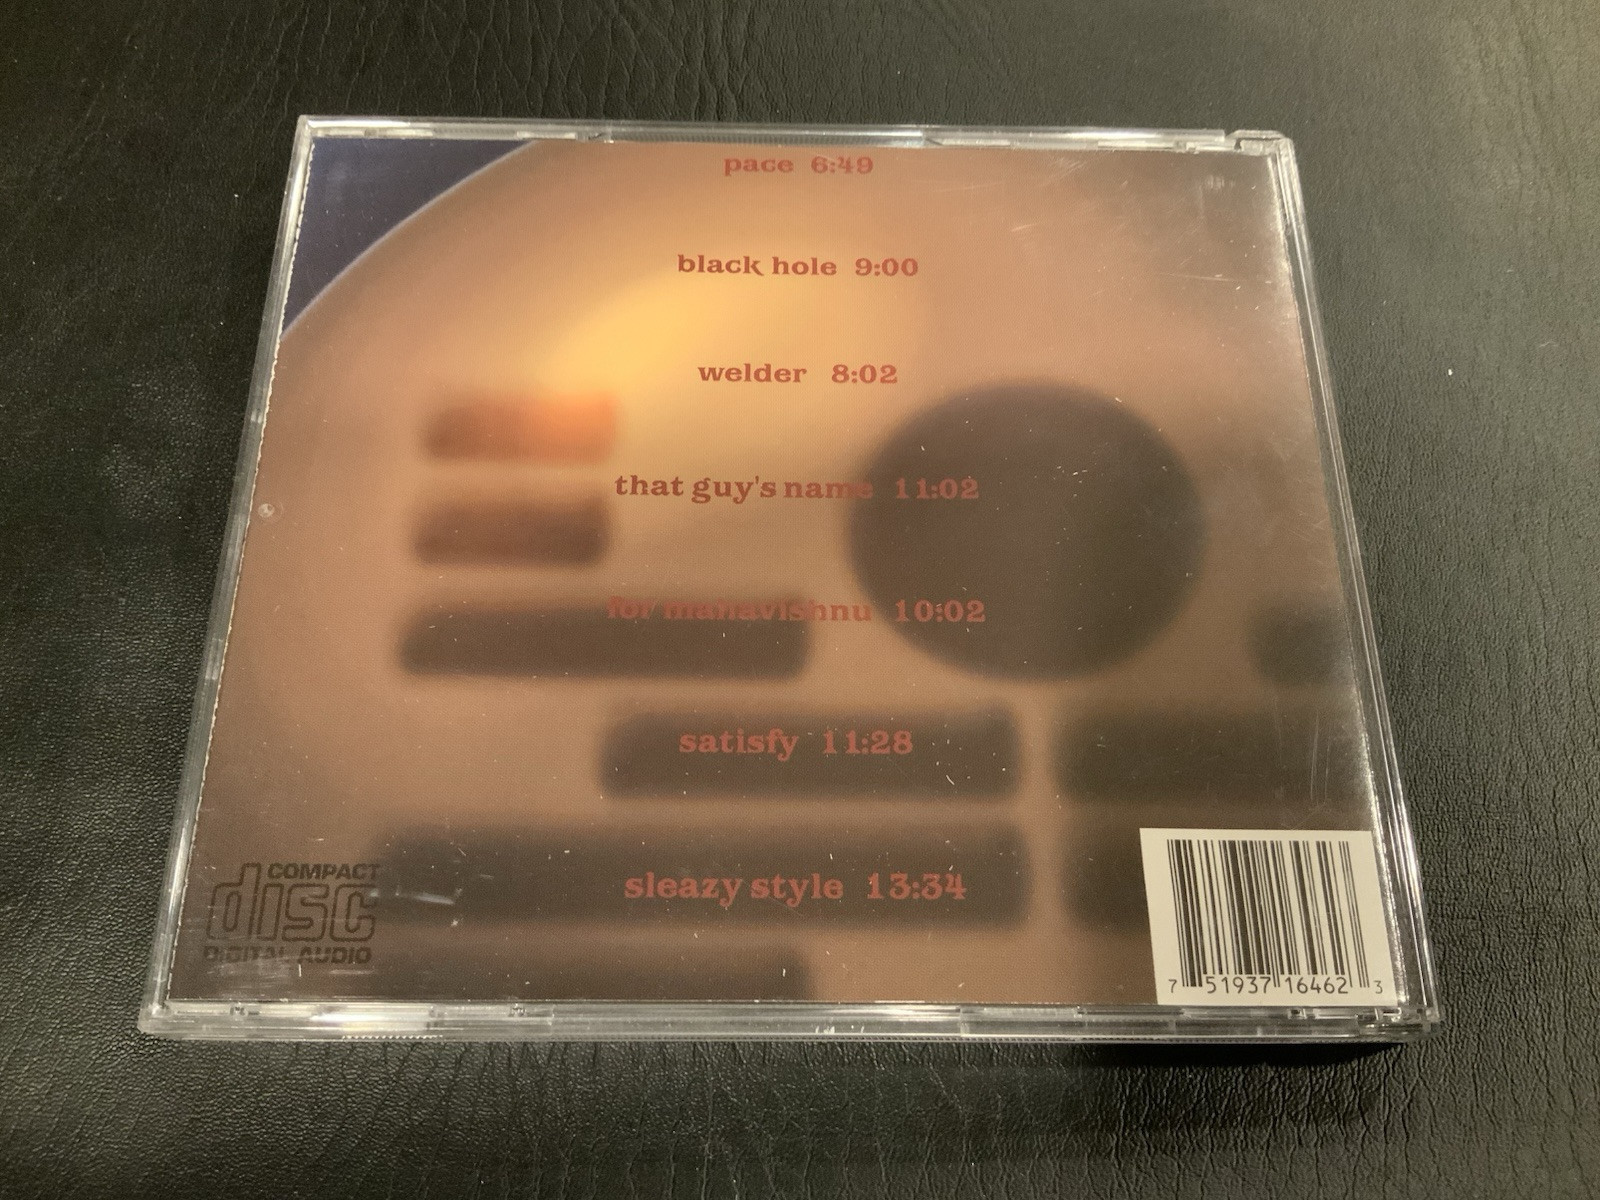 pace 6:49
black hole 9:00
welder 8:02
that guy's name 11:02
for mahavishnu 10:02
satisfy 11:28
sleazy style 13:34
COMPACT
disc
DIGITAL AUDIO
7 51937 16462 3